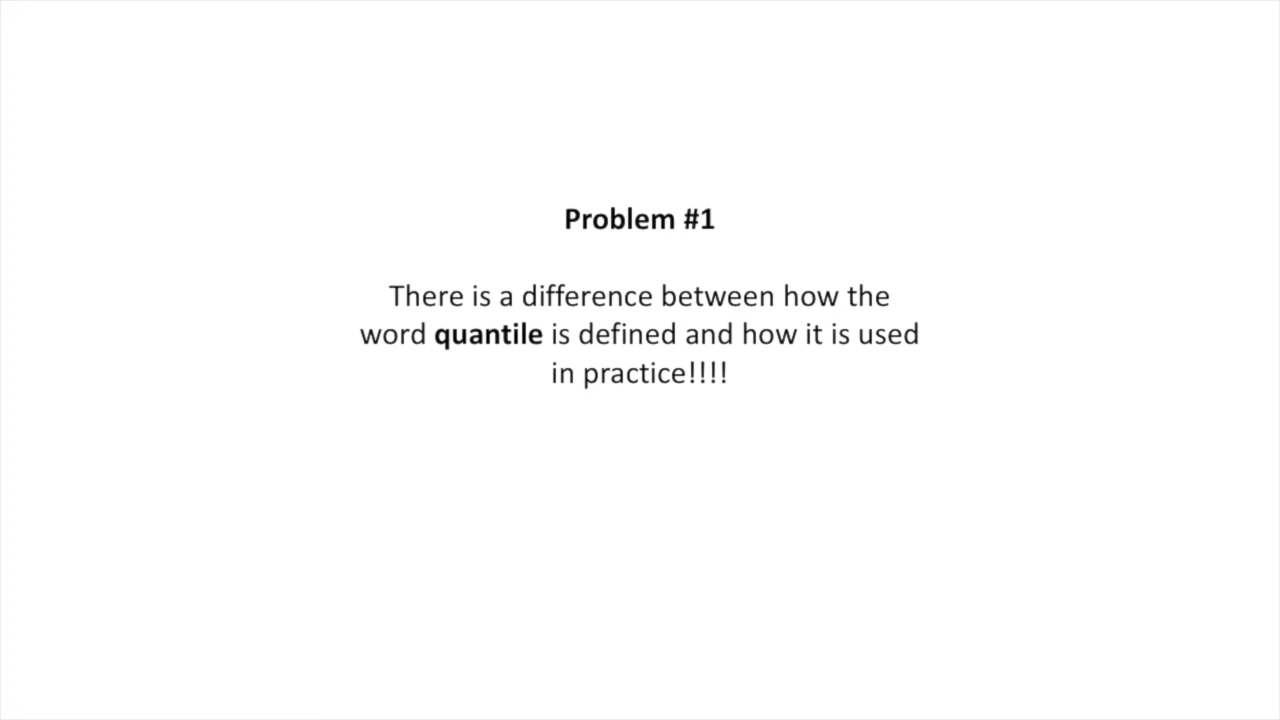 Problem #1
There is a difference between how the
word quantile is defined and how it is used
in practice!!!!